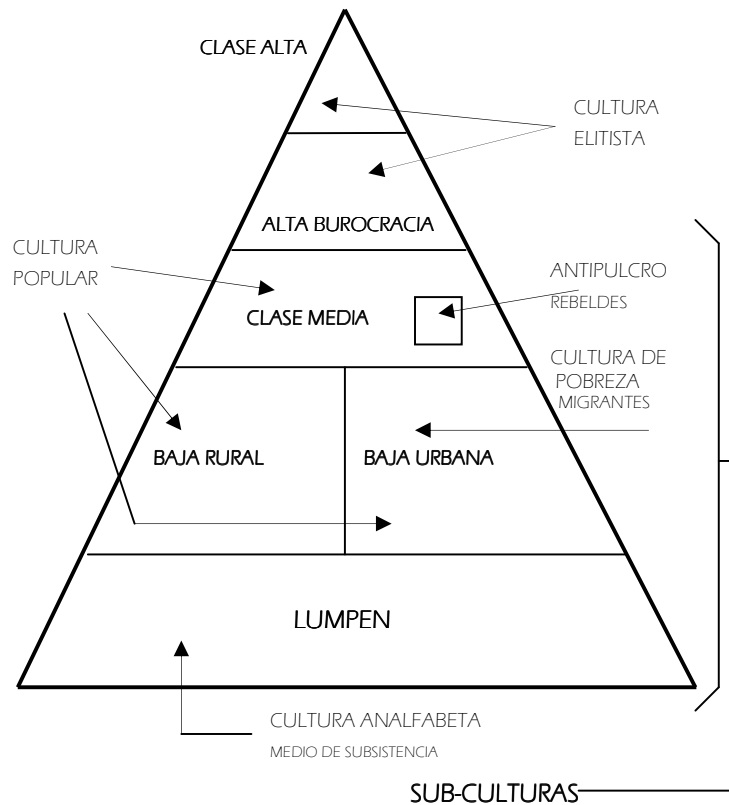 CLASE ALTA
CULTURA
ELITISTA
ALTA BUROCRACIA
CULTURA
POPULAR
ANTIPULCRO
REBELDES
CLASE MEDIA
CULTURA DE
POBREZA
MIGRANTES
BAJA RURAL
BAJA URBANA
LUMPEN
CULTURA ANALFABETA
MEDIO DE SUBSISTENCIA
SUB-CULTURAS